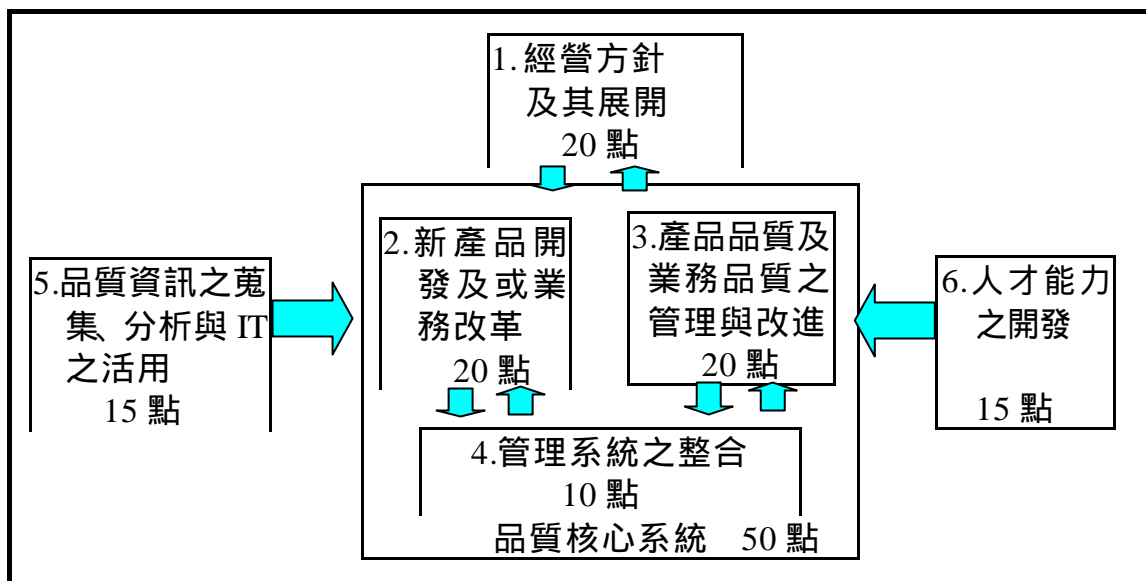 1.經營方針
及其展開
20 點
2.新產品開
發及或業
務改革
20 點
3.產品品質及
業務品質之
管理與改進
20 點
5.品質資訊之蒐
集、分析與 IT
之活用
15 點
6.人才能力
之開發
15 點
4.管理系統之整合
10 點
品質核心系統 50 點